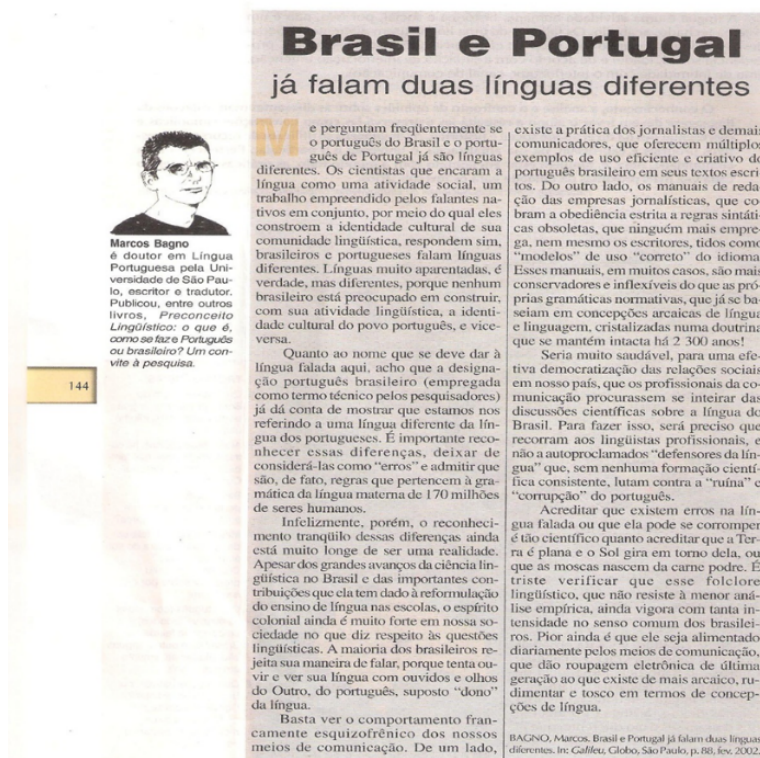 Brasil e Portugal
já falam duas línguas diferentes
Marcos Bagno
é doutor em Língua
Portuguesa pela Uni-
versidade de São Pau-
lo, escritor e tradutor.
Publicou, entre outros
livros, Preconceito
Lingüístico: o que é,
como se faz e Português
ou brasileiro? Um con-
vite à pesquisa.
144
Me perguntam freqüentemente se
o português do Brasil e o portu-
guês de Portugal já são línguas
diferentes. Os cientistas que encaram a
língua como uma atividade social, um
trabalho empreendido pelos falantes na-
tivos em conjunto, por meio do qual eles
constroem a identidade cultural de sua
comunidade lingüística, respondem sim,
brasileiros e portugueses falam línguas
diferentes. Línguas muito aparentadas, é
verdade, mas diferentes, porque nenhum
brasileiro está preocupado em construir,
com sua atividade lingüística, a identi-
dade cultural do povo português, e vice-
versa.
Quanto ao nome que se deve dar à
língua falada aqui, acho que a designa-
ção português brasileiro (empregada
como termo técnico pelos pesquisadores)
já dá conta de mostrar que estamos nos
referindo a uma língua diferente da lín-
gua dos portugueses. É importante reco-
nhecer essas diferenças, deixar de
considerá-las como “erros” e admitir que
são, de fato, regras que pertencem à gra-
mática da língua materna de 170 milhões
de seres humanos.
Infelizmente, porém, o reconheci-
mento tranqüilo dessas diferenças ainda
está muito longe de ser uma realidade.
Apesar dos grandes avanços da ciência lin-
güística no Brasil e das importantes con-
tribuições que ela tem dado à reformulação
do ensino de língua nas escolas, o espírito
colonial ainda é muito forte em nossa so-
ciedade no que diz respeito às questões
lingüísticas. A maioria dos brasileiros re-
jeita sua maneira de falar, porque tenta ou-
vir e ver sua língua com ouvidos e olhos
do Outro, do português, suposto “dono”
da língua.
Basta ver o comportamento fran-
camente esquizofrênico dos nossos
meios de comunicação. De um lado,
existe a prática dos jornalistas e demais
comunicadores, que oferecem múltiplos
exemplos de uso eficiente e criativo do
português brasileiro em seus textos escri-
tos. Do outro lado, os manuais de reda-
ção das empresas jornalísticas, que co-
bram a obediência estrita a regras sintáti-
cas obsoletas, que ninguém mais empre-
ga, nem mesmo os escritores, tidos como
“modelos” de uso “correto” do idioma.
Esses manuais, em muitos casos, são mais
conservadores e inflexíveis do que as pró-
prias gramáticas normativas, que já se ba-
seiam em concepções arcaicas de língua
e linguagem, cristalizadas numa doutrina
que se mantém intacta há 2 300 anos!
Seria muito saudável, para uma efe-
tiva democratização das relações sociais
em nosso país, que os profissionais da co-
municação procurassem se inteirar das
discussões científicas sobre a língua do
Brasil. Para fazer isso, será preciso que
recorram aos lingüistas profissionais, e
não a autoproclamados “defensores da lín-
gua” que, sem nenhuma formação cientí-
fica consistente, lutam contra a “ruína” e
“corrupção” do português.
Acreditar que existem erros na lín-
gua falada ou que ela pode se corromper
é tão científico quanto acreditar que a Ter-
ra é plana e o Sol gira em torno dela, ou
que as moscas nascem da carne podre. É
triste verificar que esse folclore
lingüístico, que não resiste à menor aná-
lise empírica, ainda vigora com tanta in-
tensidade no senso comum dos brasilei-
ros. Pior ainda é que ele seja alimentado
diariamente pelos meios de comunicação,
que dão roupagem eletrônica de última
geração ao que existe de mais arcaico, ru-
dimentar e tosco em termos de concep-
ções de língua.
BAGNO, Marcos. Brasil e Portugal já falam duas línguas
diferentes. In: Galileu, Globo, São Paulo, p. 88, fev. 2002.